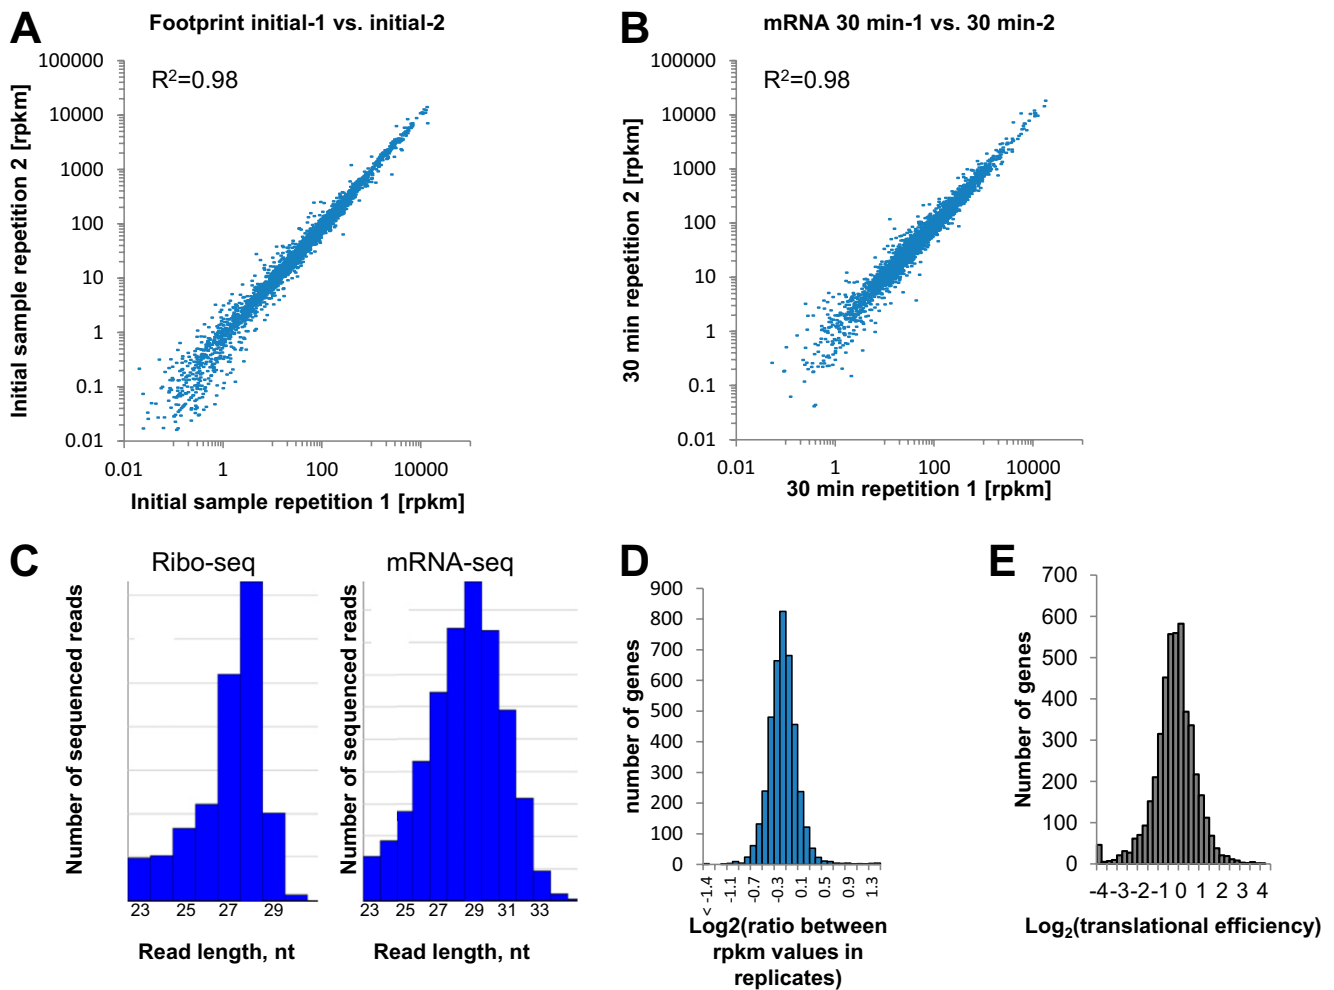 A
Footprint initial-1 vs. initial-2
R²=0.98
100000
10000
1000
100
10
1
0.1
0.01
0.01
1
100
10000
Initial sample repetition 2 [rpkm]
Initial sample repetition 1 [rpkm]
B
mRNA 30 min-1 vs. 30 min-2
R²=0.98
100000
10000
1000
100
10
1
0.1
0.01
0.01
1
100
10000
30 min repetition 2 [rpkm]
30 min repetition 1 [rpkm]
C
Ribo-seq
Number of sequenced reads
23
25
27
29
Read length, nt
mRNA-seq
Number of sequenced reads
23
25
27
29
31
33
Read length, nt
D
number of genes
900
800
700
600
500
400
300
200
100
0
< -1.4
-1.1
-0.7
-0.3
0.1
0.5
0.9
1.3
Log2(ratio between
rpkm values in
replicates)
E
Number of genes
700
600
500
400
300
200
100
0
-4
-3
-2
-1
0
1
2
3
4
Log₂(translational efficiency)